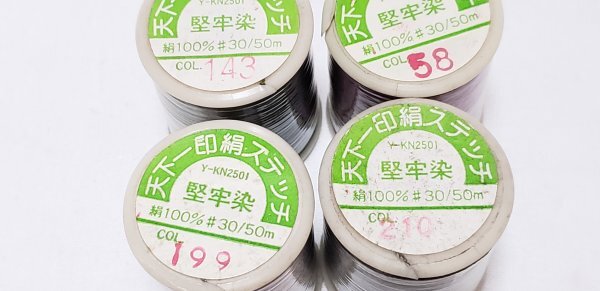 天下一印絹ステッチ
Y-KN2501
堅牢染
絹100%#30/50m
COL. 143
堅牢染
絹100%#30/50m
COL. 58
天下一印絹ステッチ
Y-KN2501
堅牢染
絹100%#30/50m
COL. 199
天下一印絹ステッチ
Y-KN2501
堅牢染
絹100%#30/50m
COL. 210